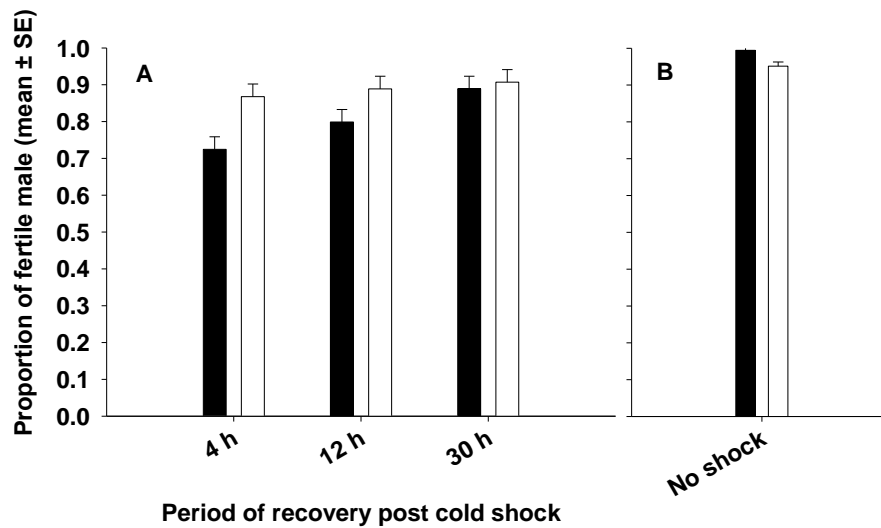 Proportion of fertile male (mean ± SE)
1.0
0.9
0.8
0.7
0.6
0.5
0.4
0.3
0.2
0.1
0.0
A
B
4 h
12 h
30 h
No shock
Period of recovery post cold shock